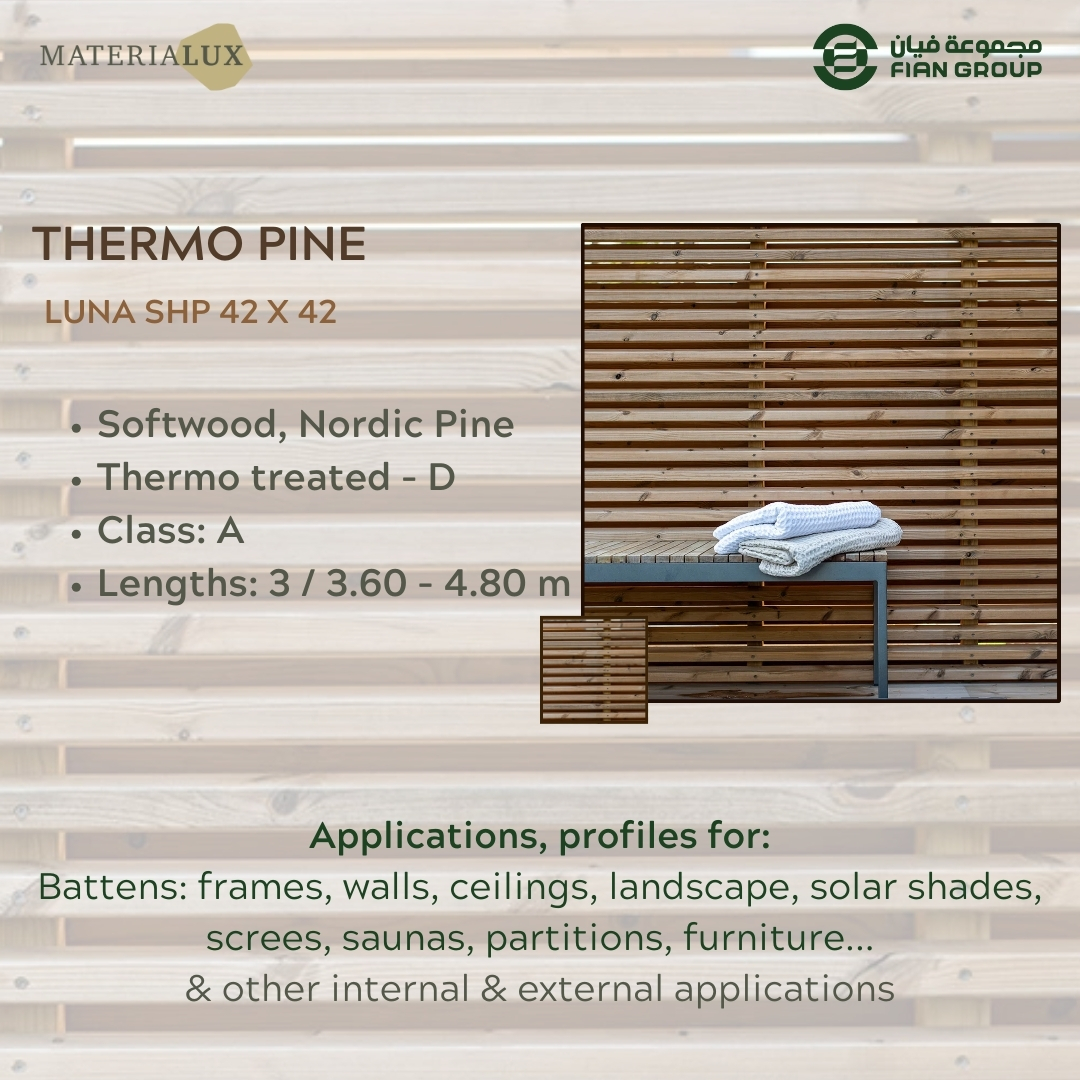 MATERIALUX
مجموعة فيان
FIAN GROUP
THERMO PINE
LUNA SHP 42 X 42
• Softwood, Nordic Pine
• Thermo treated - D
• Class: A
• Lengths: 3 / 3.60 - 4.80 m
Applications, profiles for:
Battens: frames, walls, ceilings, landscape, solar shades,
screes, saunas, partitions, furniture...
& other internal & external applications